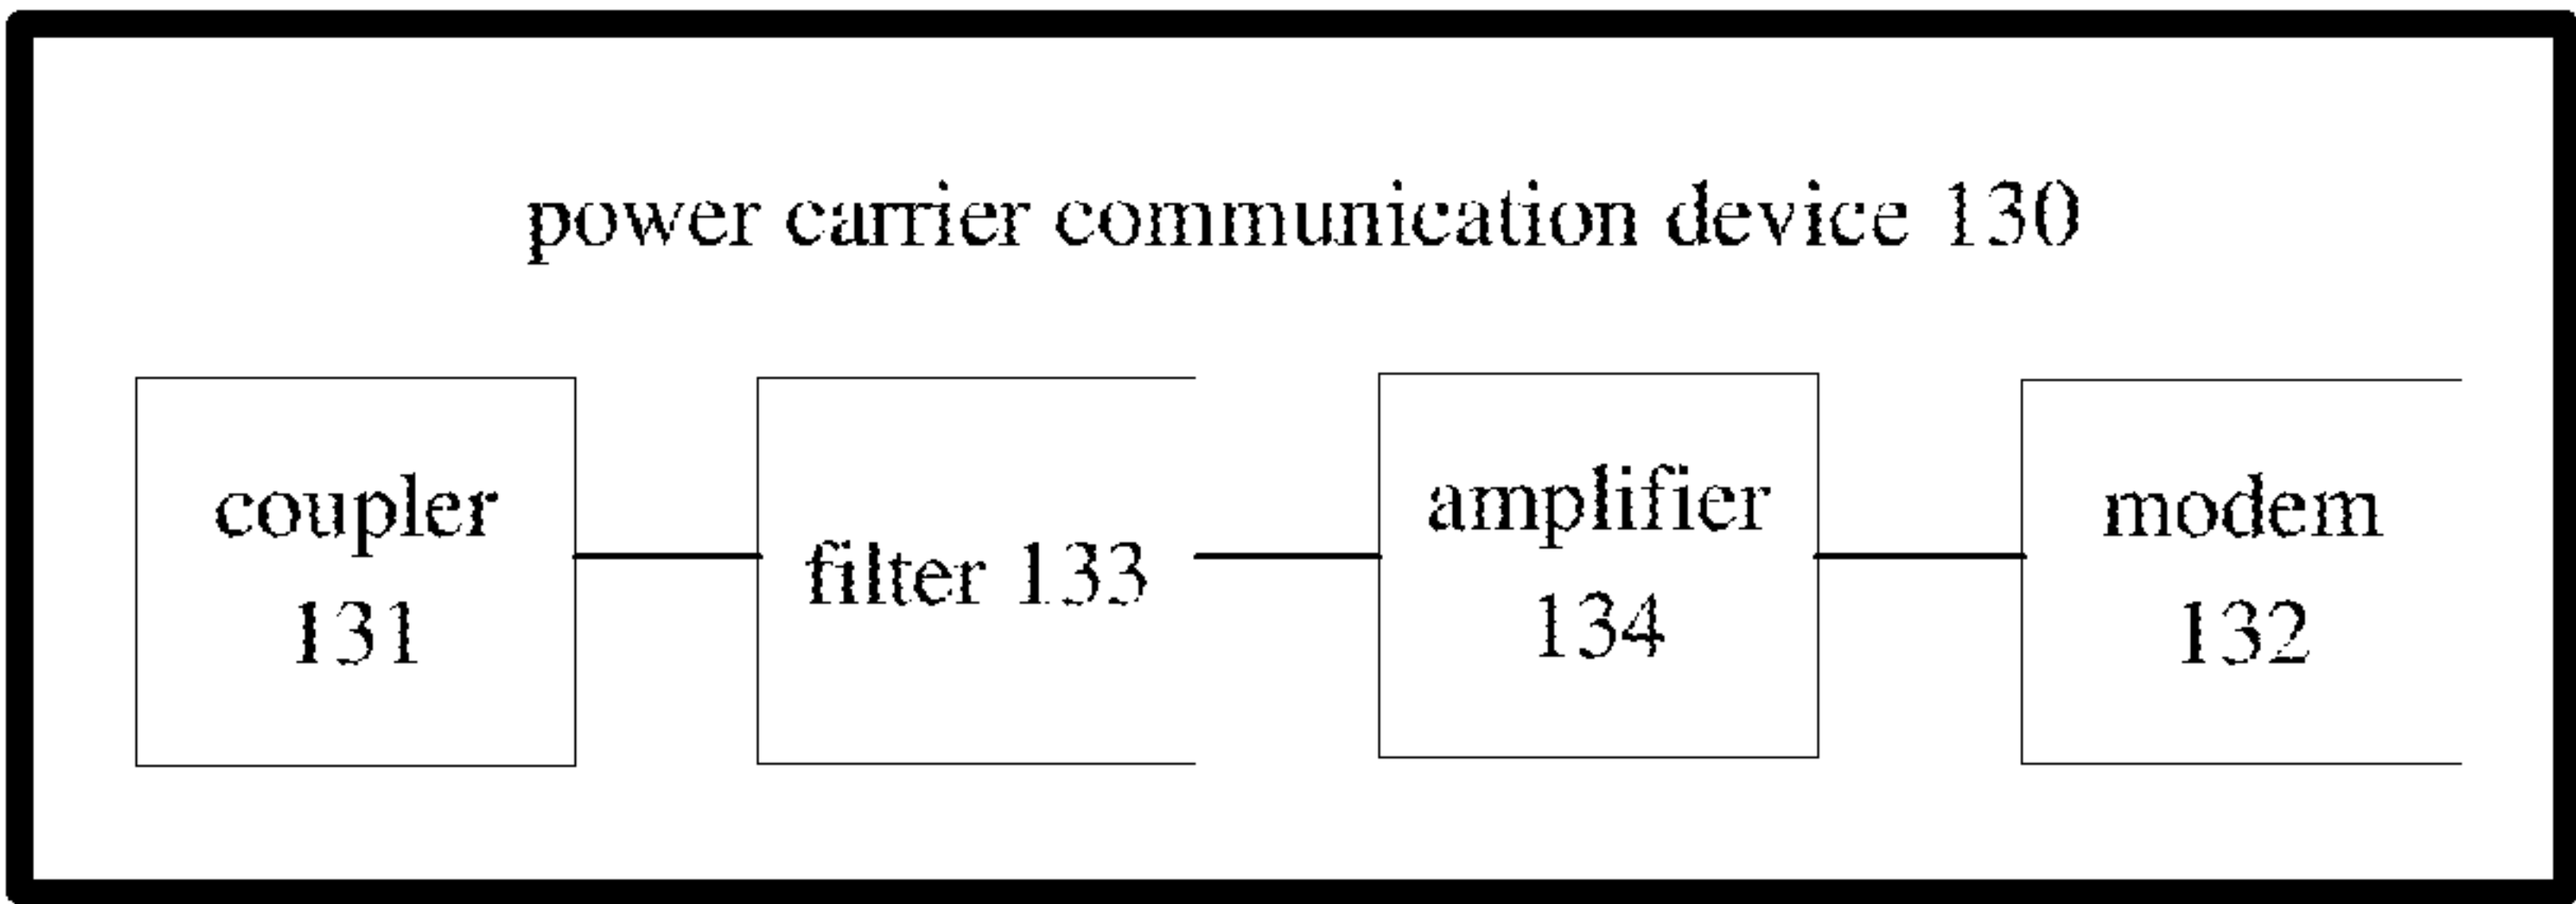 power carrier communication device 130
coupler
131
filter 133
amplifier
134
modem
132